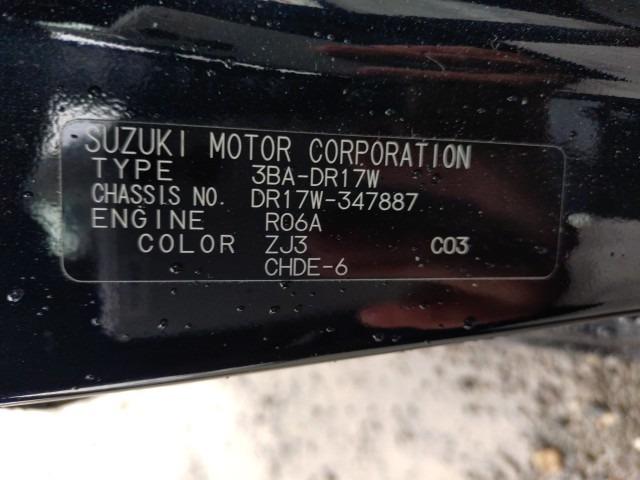 SUZUKI MOTOR CORPORATION
TYPE 3BA-DR17W
CHASSIS NO. DR17W-347887
ENGINE R06A
COLOR ZJ3 C03
CHDE-6